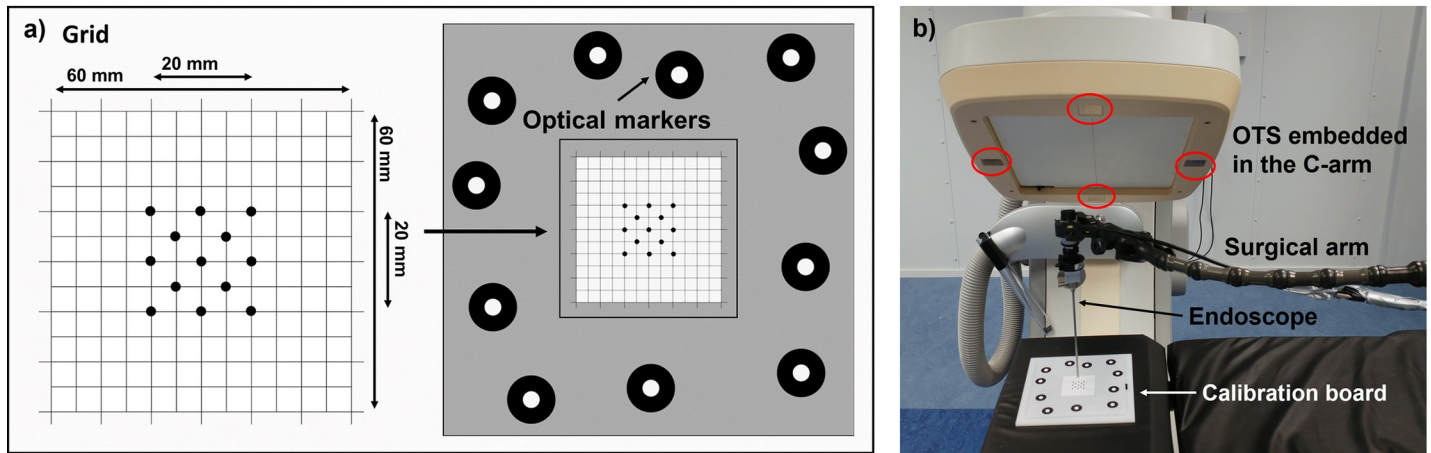 a) Grid
60 mm
20 mm
60 mm
20 mm
Optical markers
b)
OTS embedded
in the C-arm
Surgical arm
Endoscope
Calibration board